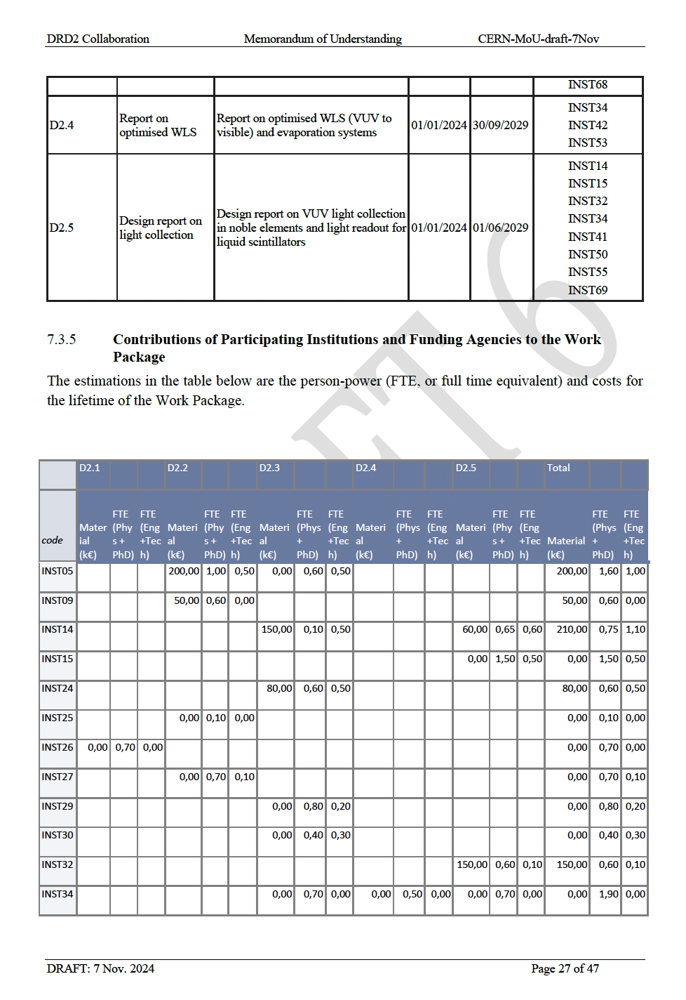 DRD2 Collaboration Memorandum of Understanding CERN-MoU-draft-7Nov
INST68
D2.4 Report on optimised WLS Report on optimised WLS (VUV to visible) and evaporation systems 01/01/2024 30/09/2029 INST34
INST42
INST53
D2.5 Design report on light collection Design report on VUV light collection in noble elements and light readout for liquid scintillators 01/01/2024 01/06/2029 INST14
INST15
INST32
INST34
INST41
INST50
INST55
INST69
7.3.5 Contributions of Participating Institutions and Funding Agencies to the Work
Package
The estimations in the table below are the person-power (FTE, or full time equivalent) and costs for
the lifetime of the Work Package.
D2.1 D2.2 D2.3 D2.4 D2.5 Total
code Material (k€) FTE (Phys + PhD) FTE (Eng +Tech) Material (k€) FTE (Phys + PhD) FTE (Eng +Tech) Material (k€) FTE (Phys + PhD) FTE (Eng +Tech) Material (k€) FTE (Phys + PhD) FTE (Eng +Tech) Material (k€) FTE (Phys + PhD) FTE (Eng +Tech) Material (k€) FTE (Phys + PhD) FTE (Eng +Tech)
INST05 200,00 1,00 0,50 0,00 0,60 0,50 200,00 1,60 1,00
INST09 50,00 0,60 0,00 50,00 0,60 0,00
INST14 150,00 0,10 0,50 60,00 0,65 0,60 210,00 0,75 1,10
INST15 0,00 1,50 0,50 0,00 1,50 0,50
INST24 80,00 0,60 0,50 80,00 0,60 0,50
INST25 0,00 0,10 0,00 0,00 0,10 0,00
INST26 0,00 0,70 0,00 0,00 0,70 0,00
INST27 0,00 0,70 0,10 0,00 0,70 0,10
INST29 0,00 0,80 0,20 0,00 0,80 0,20
INST30 0,00 0,40 0,30 0,00 0,40 0,30
INST32 150,00 0,60 0,10 150,00 0,60 0,10
INST34 0,00 0,70 0,00 0,00 0,50 0,00 0,00 0,70 0,00 0,00 1,90 0,00
DRAFT: 7 Nov. 2024 Page 27 of 47